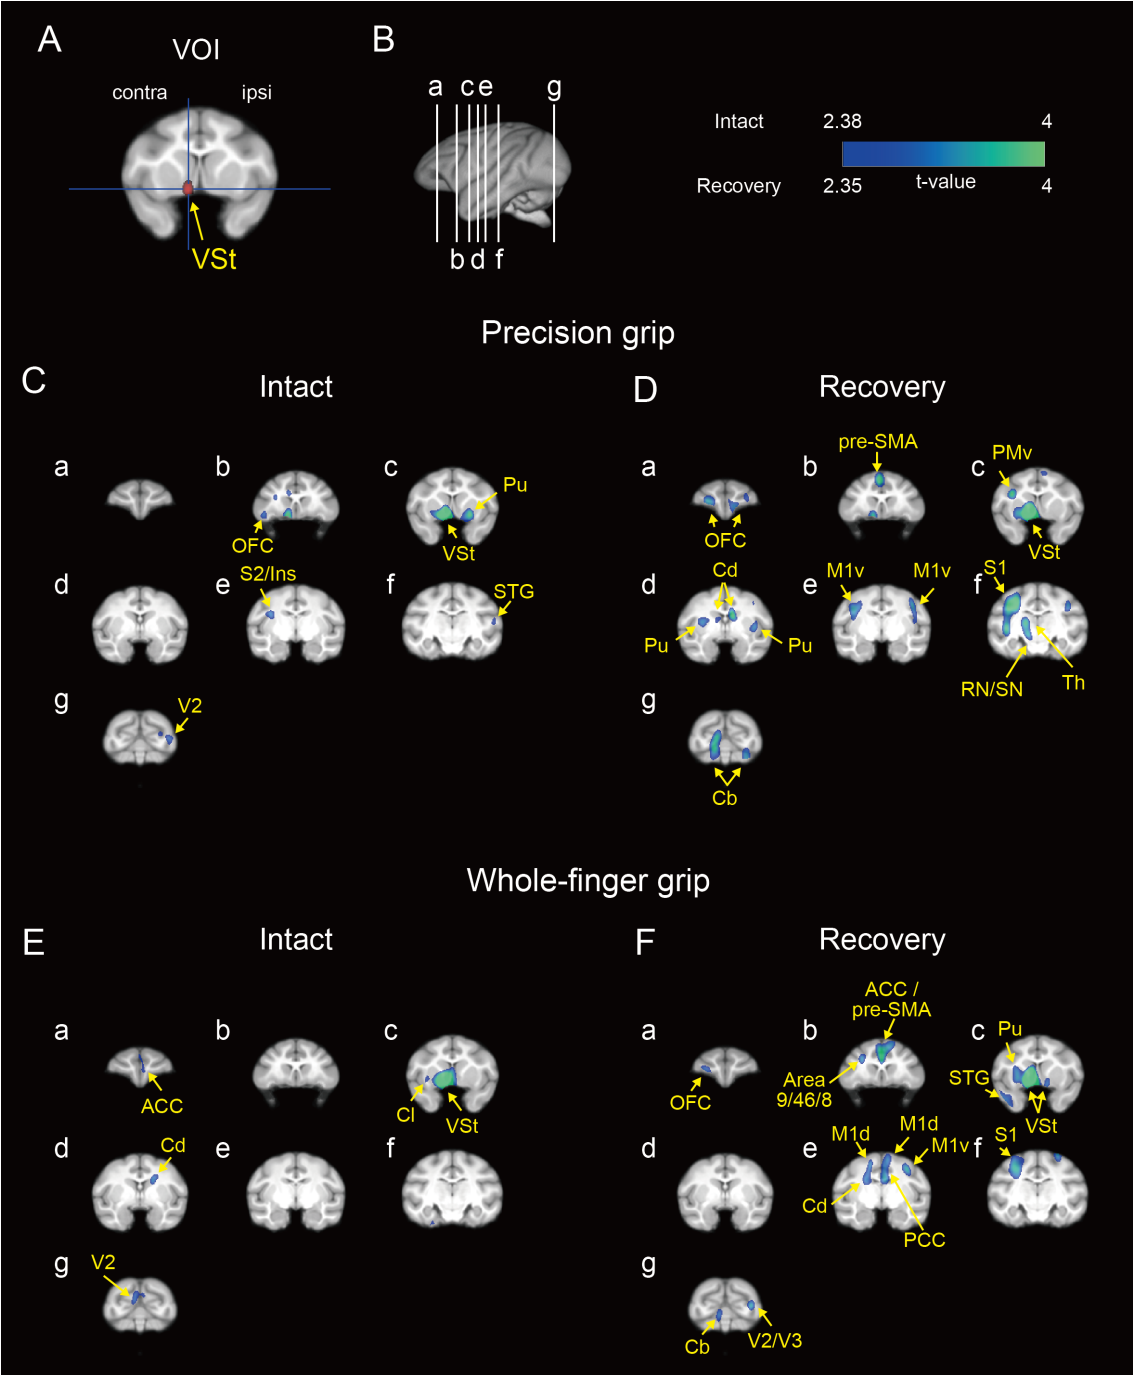 A
VOI
contra
ipsi
VSt
B
a
c
e
g
b
d
f
Intact
2.38
4
Recovery
2.35
4
t-value
Precision grip
C
Intact
a
b
OFC
c
Pu
VSt
d
e
S2/Ins
f
STG
g
V2
D
Recovery
a
OFC
b
pre-SMA
c
PMv
VSt
d
Cd
Pu
Pu
e
M1v
M1v
f
S1
RN/SN
Th
g
Cb
Whole-finger grip
E
Intact
a
ACC
b
c
Cl
VSt
d
Cd
e
f
g
V2
F
Recovery
a
OFC
b
ACC /
pre-SMA
Area
9/46/8
c
Pu
STG
VSt
d
e
M1d
M1d
M1v
Cd
PCC
f
S1
g
Cb
V2/V3